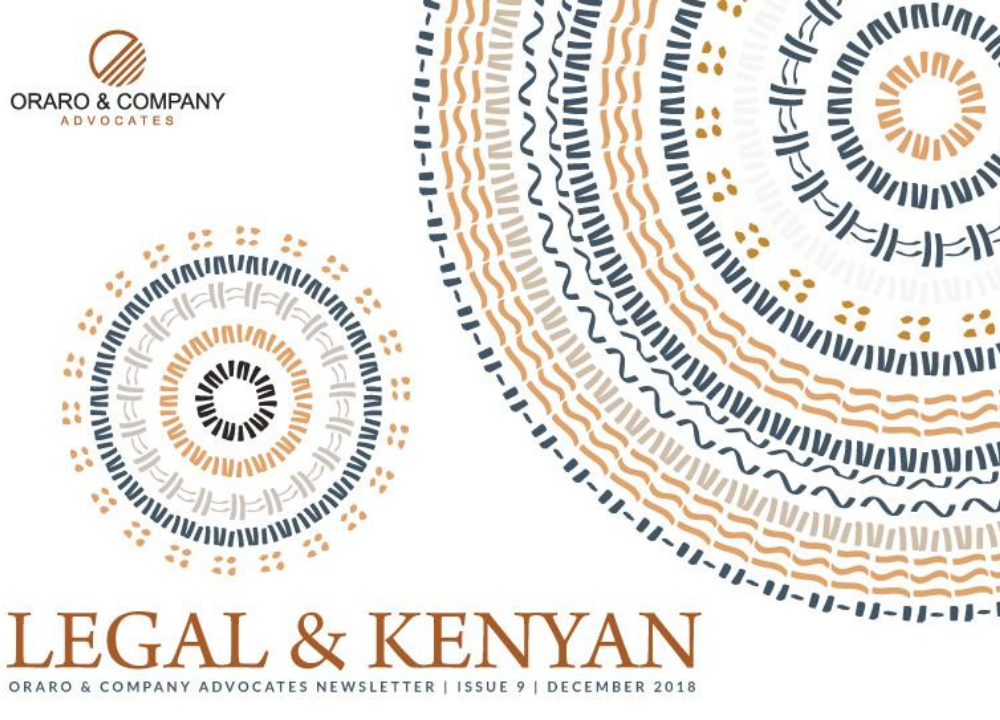 ORARO & COMPANY
ADVOCATES
LEGAL & KENYAN
ORARO & COMPANY ADVOCATES NEWSLETTER | ISSUE 9 | DECEMBER 2018